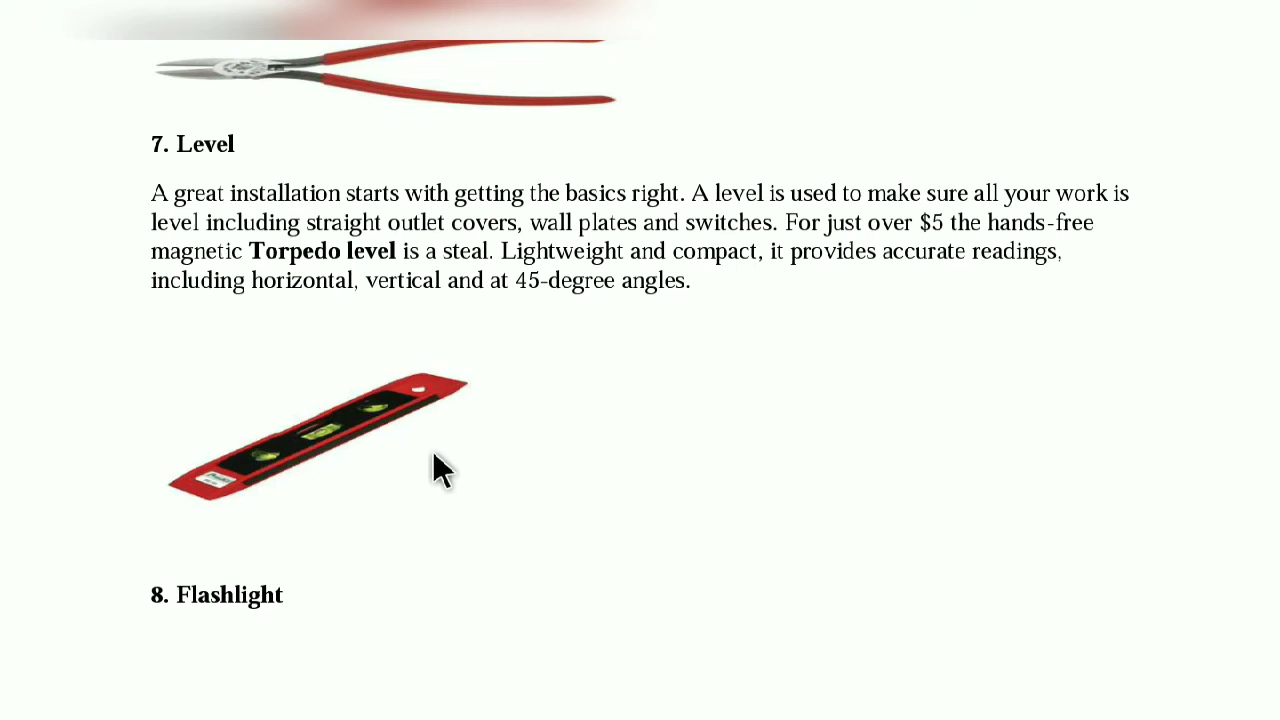 7. Level
A great installation starts with getting the basics right. A level is used to make sure all your work is
level including straight outlet covers, wall plates and switches. For just over $5 the hands-free
magnetic Torpedo level is a steal. Lightweight and compact, it provides accurate readings,
including horizontal, vertical and at 45-degree angles.
8. Flashlight